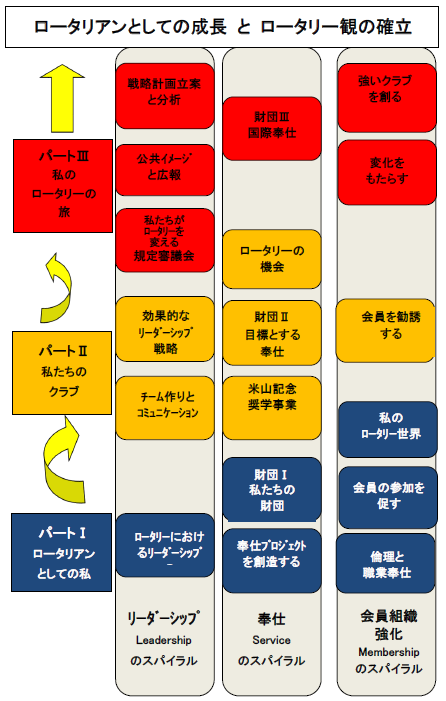 ロータリアンとしての成長 と ロータリー観の確立
パートⅢ
私の
ロータリーの
旅
パートⅡ
私たちの
クラブ
パートⅠ
ロータリアン
としての私
戦略計画立案
と分析
公共イメージ
と広報
私たちが
ロータリーを
変える
規定審議会
効果的な
リーダーシップ
戦略
チーム作りと
コミュニケーション
ロータリーにおけ
るリーダーシップ
–
リーダーシップ
Leadership
のスパイラル
財団Ⅲ
国際奉仕
ロータリーの
機会
財団Ⅱ
目標とする
奉仕
米山記念
奨学事業
財団Ⅰ
私たちの
財団
奉仕プロジェクト
を創造する
奉仕
Service
のスパイラル
強いクラブ
を創る
変化を
もたらす
会員を勧誘
する
私の
ロータリー世界
会員の参加を
促す
倫理と
職業奉仕
会員組織
強化
Membership
のスパイラル